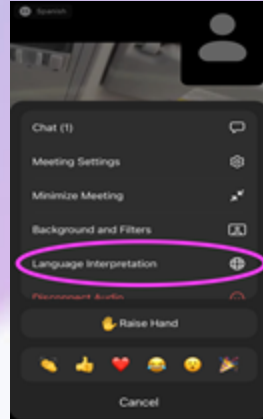 Spanish
Chat (1)
Meeting Settings
Minimize Meeting
Background and Filters
Language Interpretation
Disconnect Audio
Raise Hand
Cancel